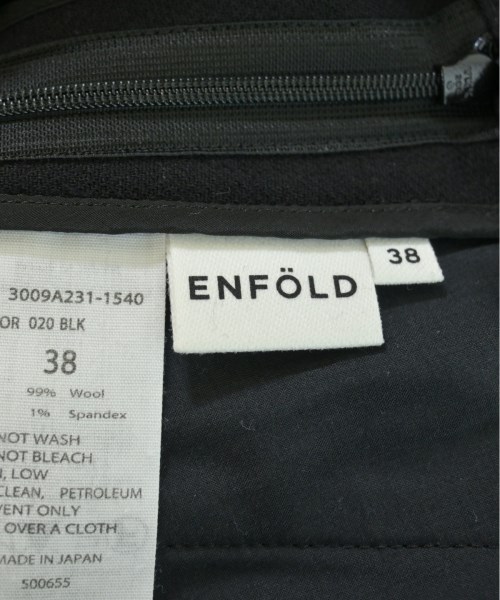 ENFÖLD
38
3009A231-1540
OR 020 BLK
38
99% Wool
1% Spandex
NOT WASH
NOT BLEACH
N, LOW
CLEAN, PETROLEUM
VENT ONLY
OVER A CLOTH
MADE IN JAPAN
S00655